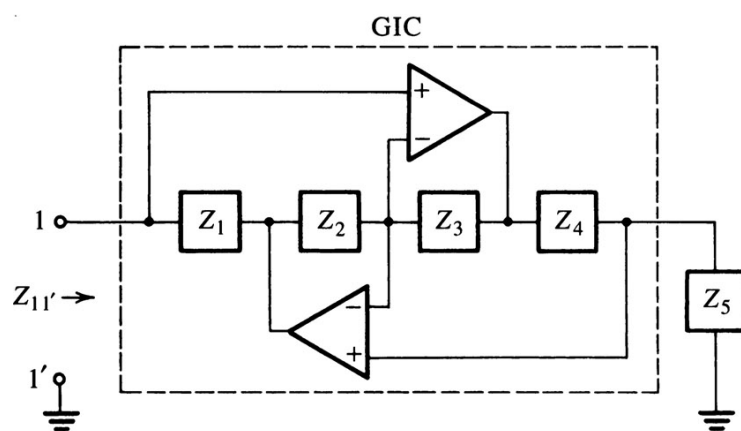 GIC
+
−
1
Z1
Z2
Z3
Z4
Z11′ →
−
+
Z5
1′